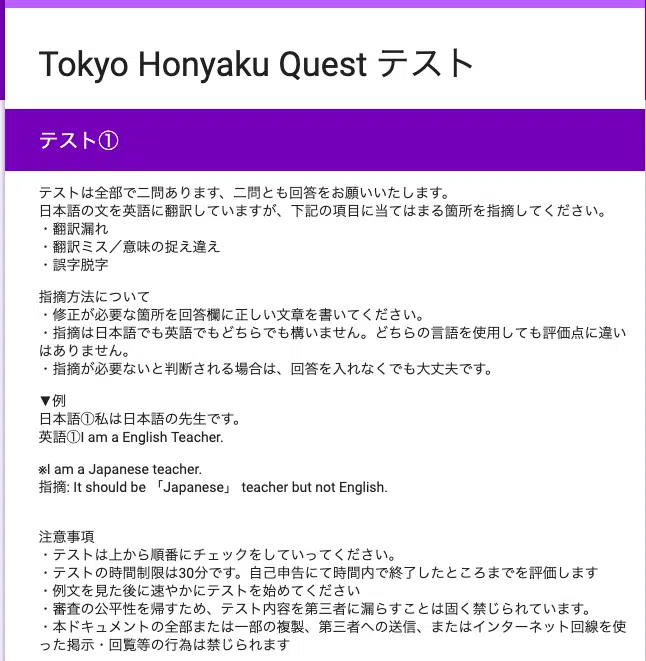 Tokyo Honyaku Quest テスト
テスト①
テストは全部で二問あります、二問とも回答をお願いいたします。
日本語の文を英語に翻訳していますが、下記の項目に当てはまる箇所を指摘してください。
・翻訳漏れ
・翻訳ミス／意味の捉え違え
・誤字脱字
指摘方法について
・修正が必要な箇所を回答欄に正しい文章を書いてください。
・指摘は日本語でも英語でもどちらでも構いません。どちらの言語を使用しても評価点に違い
はありません。
・指摘が必要ないと判断される場合は、回答を入れなくでも大丈夫です。
▼例
日本語①私は日本語の先生です。
英語①I am a English Teacher.
※I am a Japanese teacher.
指摘: It should be 「Japanese」 teacher but not English.
注意事項
・テストは上から順番にチェックをしていってください。
・テストの時間制限は30分です。自己申告にて時間内で終了したところまでを評価します
・例文を見た後に速やかにテストを始めてください
・審査の公平性を帰すため、テスト内容を第三者に漏らすことは固く禁じられています。
・本ドキュメントの全部または一部の複製、第三者への送信、またはインターネット回線を使
った掲示・回覧等の行為は禁じられます